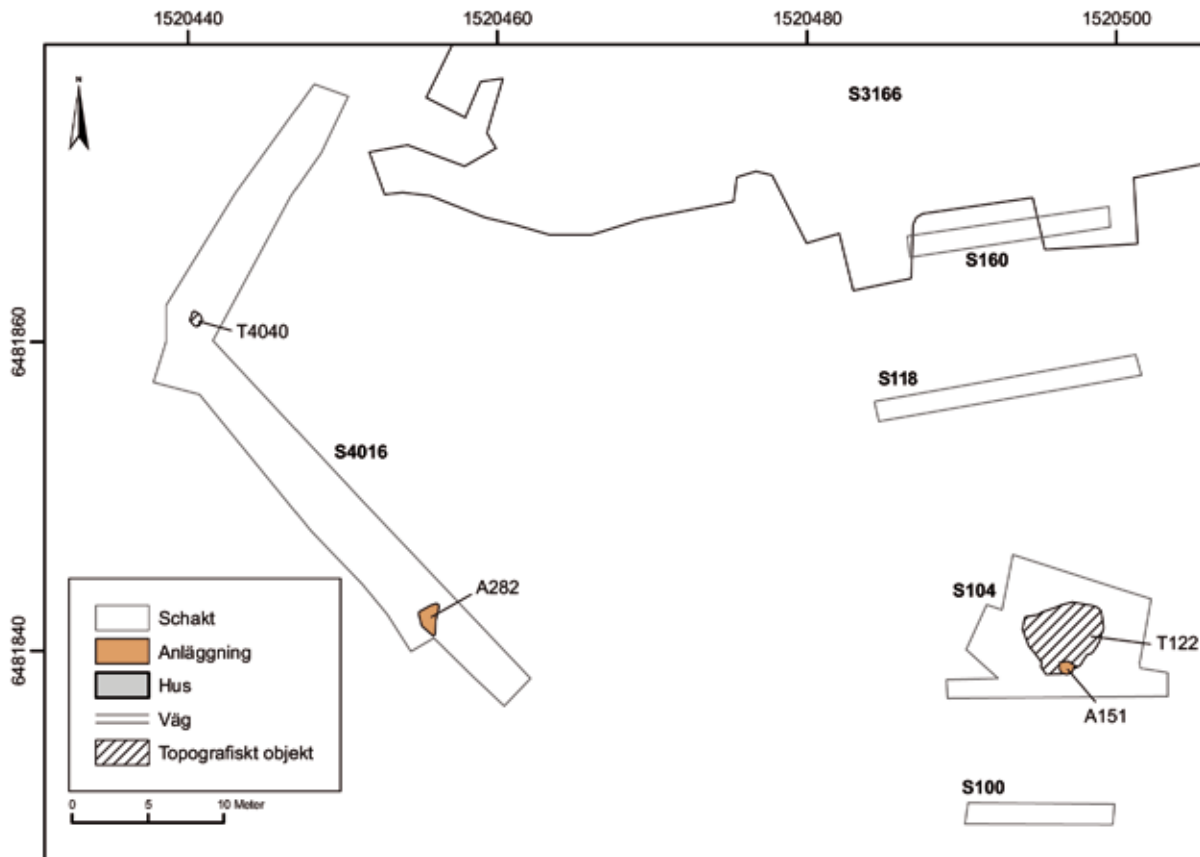 1520440 1520460 1520480 1520500
N
S3166
S160
T4040
6481860
S118
S4016
A282
S104
T122
6481840
A151
Schakt
Anläggning
Hus
Väg
Topografiskt objekt
S100
0 5 10 Meter